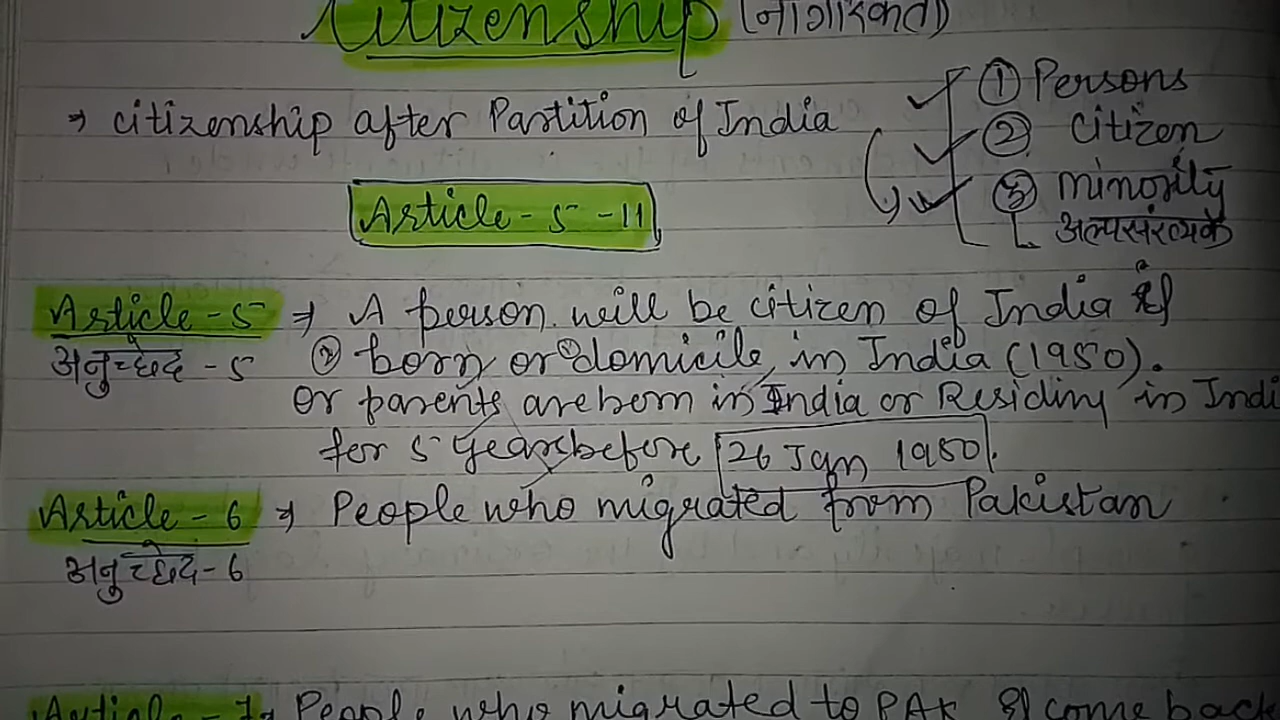 Citizenship (नागरिकता)
→ citizenship after Partition of India
① Persons
② citizen
③ minority
अल्पसंख्यक
Article - 5 - 11
Article - 5 → A person will be citizen of India if
अनुच्छेद - 5 ② born or ① domicile in India (1950).
or parents are born in India or Residing in Indi
for 5 years before 26 Jan 1950.
Article - 6 → People who migrated from Pakistan
अनुच्छेद - 6
Article - 7 → People who migrated to PAK & come back